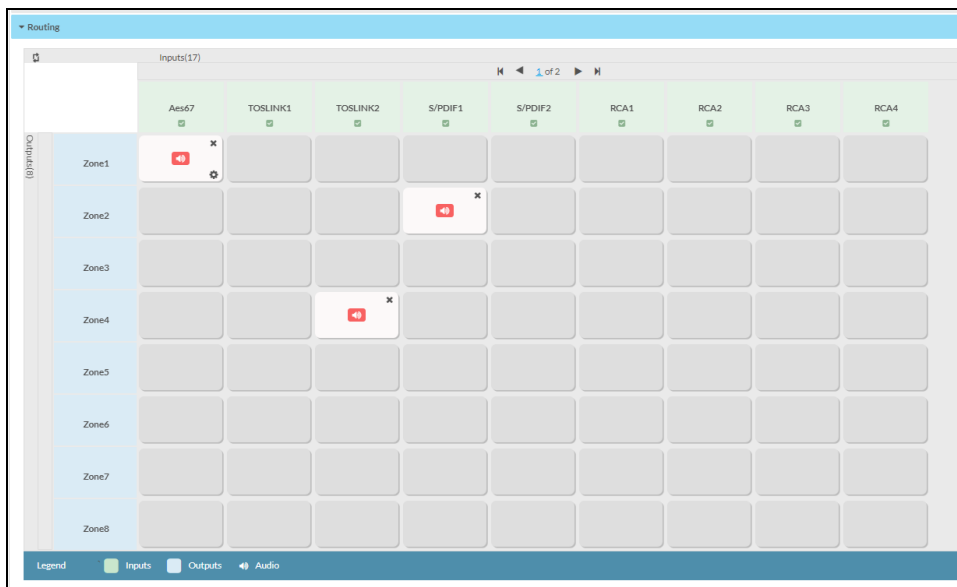 Routing
Inputs(17)
1 of 2
Aes67 TOSLINK1 TOSLINK2 S/PDIF1 S/PDIF2 RCA1 RCA2 RCA3 RCA4
Outputs(8)
Zone1
Zone2
Zone3
Zone4
Zone5
Zone6
Zone7
Zone8
Legend Inputs Outputs Audio